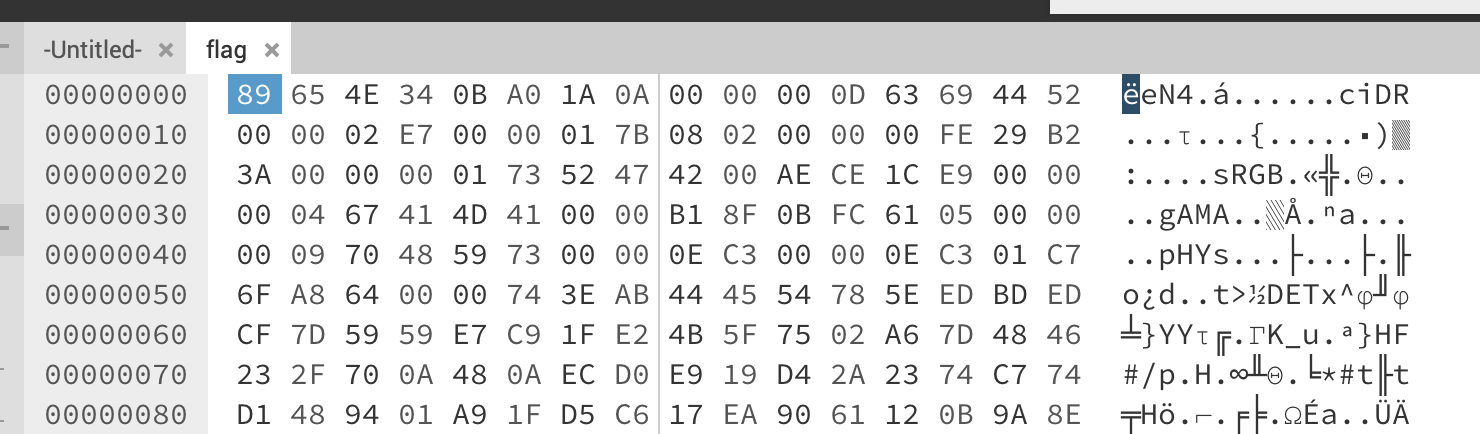 -Untitled- × flag ×
00000000 89 65 4E 34 0B A0 1A 0A 00 00 00 0D 63 69 44 52 ëeN4.á......ciDR
00000010 00 00 02 E7 00 00 01 7B 08 02 00 00 00 FE 29 B2 ...τ...{.....▪)▒
00000020 3A 00 00 00 01 73 52 47 42 00 AE CE 1C E9 00 00 :....sRGB.«╬.Θ..
00000030 00 04 67 41 4D 41 00 00 B1 8F 0B FC 61 05 00 00 ..gAMA..▒Å.ⁿa...
00000040 00 09 70 48 59 73 00 00 0E C3 00 00 0E C3 01 C7 ..pHYs...├...├.╟
00000050 6F A8 64 00 00 74 3E AB 44 45 54 78 5E ED BD ED o¿d..t>½DETx^φ╜φ
00000060 CF 7D 59 59 E7 C9 1F E2 4B 5F 75 02 A6 7D 48 46 ╧}YYτ╔.ΓK_u.ª}HF
00000070 23 2F 70 0A 48 0A EC D0 E9 19 D4 2A 23 74 C7 74 #/p.H.∞╨Θ.╘*#t╟t
00000080 D1 48 94 01 A9 1F D5 C6 17 EA 90 61 12 0B 9A 8E ╤Hö.⌐.╒╞.ΩÉa..ÜÄ